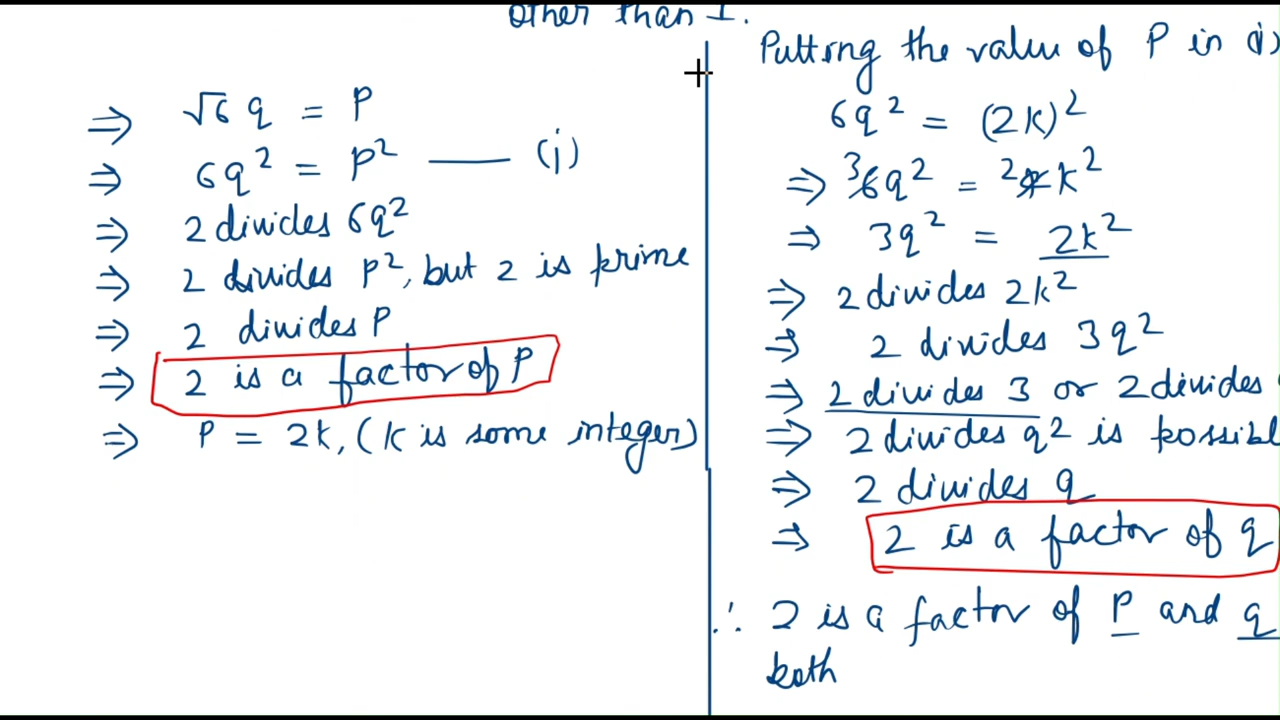 other than 1.
⇒ √6 q = P
⇒ 6q² = p² —— (i)
⇒ 2 divides 6q²
⇒ 2 divides p², but 2 is prime
⇒ 2 divides P
⇒ 2 is a factor of P
⇒ P = 2k, (k is some integer)
Putting the value of P in (i)
6q² = (2k)²
⇒ ³6q² = ²4k²
⇒ 3q² = 2k²
⇒ 2 divides 2k²
⇒ 2 divides 3q²
⇒ 2 divides 3 or 2 divides
⇒ 2 divides q² is possibl
⇒ 2 divides q
⇒ 2 is a factor of q
∴ 2 is a factor of P and q
both